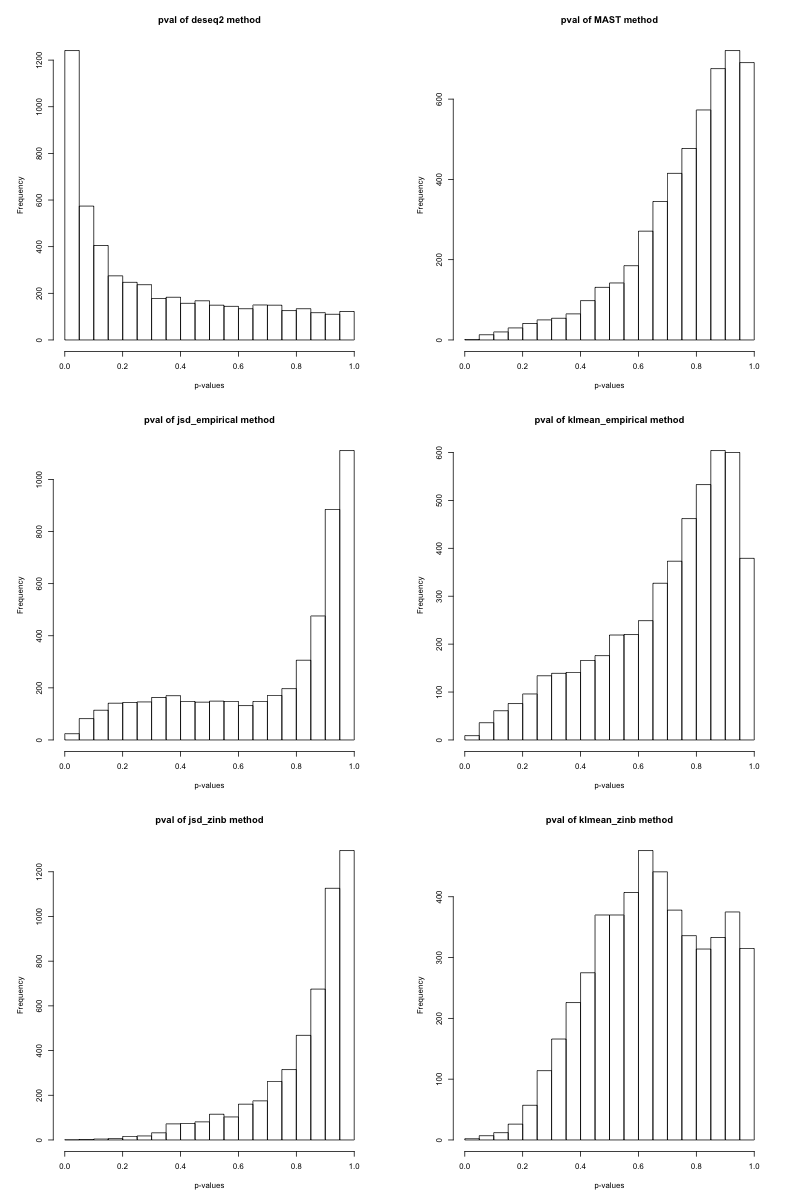 pval of deseq2 method
Frequency
0 200 400 600 800 1000 1200
0.0 0.2 0.4 0.6 0.8 1.0
p-values
pval of MAST method
Frequency
0 200 400 600
0.0 0.2 0.4 0.6 0.8 1.0
p-values
pval of jsd_empirical method
Frequency
0 200 400 600 800 1000
0.0 0.2 0.4 0.6 0.8 1.0
p-values
pval of klmean_empirical method
Frequency
0 100 200 300 400 500 600
0.0 0.2 0.4 0.6 0.8 1.0
p-values
pval of jsd_zinb method
Frequency
0 200 400 600 800 1000 1200
0.0 0.2 0.4 0.6 0.8 1.0
p-values
pval of klmean_zinb method
Frequency
0 100 200 300 400
0.0 0.2 0.4 0.6 0.8 1.0
p-values